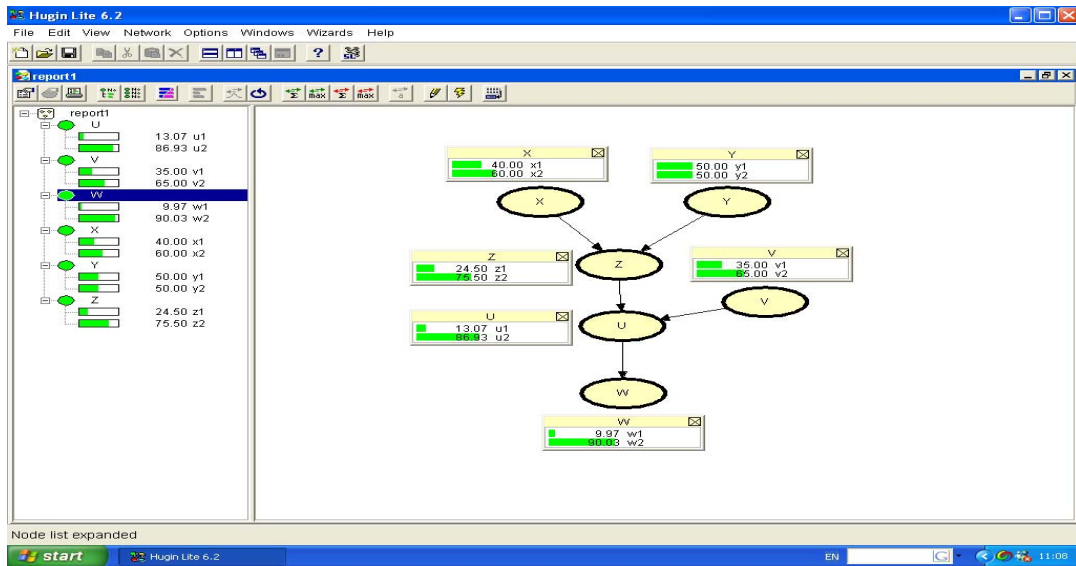 Hugin Lite 6.2
File Edit View Network Options Windows Wizards Help
report1
report1
U
13.07 u1
86.93 u2
V
35.00 v1
65.00 v2
W
9.97 w1
90.03 w2
X
40.00 x1
60.00 x2
Y
50.00 y1
50.00 y2
Z
24.50 z1
75.50 z2
X
40.00 x1
60.00 x2
Y
50.00 y1
50.00 y2
X
Y
Z
24.50 z1
75.50 z2
Z
V
35.00 v1
65.00 v2
V
U
13.07 u1
86.93 u2
U
W
W
9.97 w1
90.03 w2
Node list expanded
start
Hugin Lite 6.2
EN
G
11:08